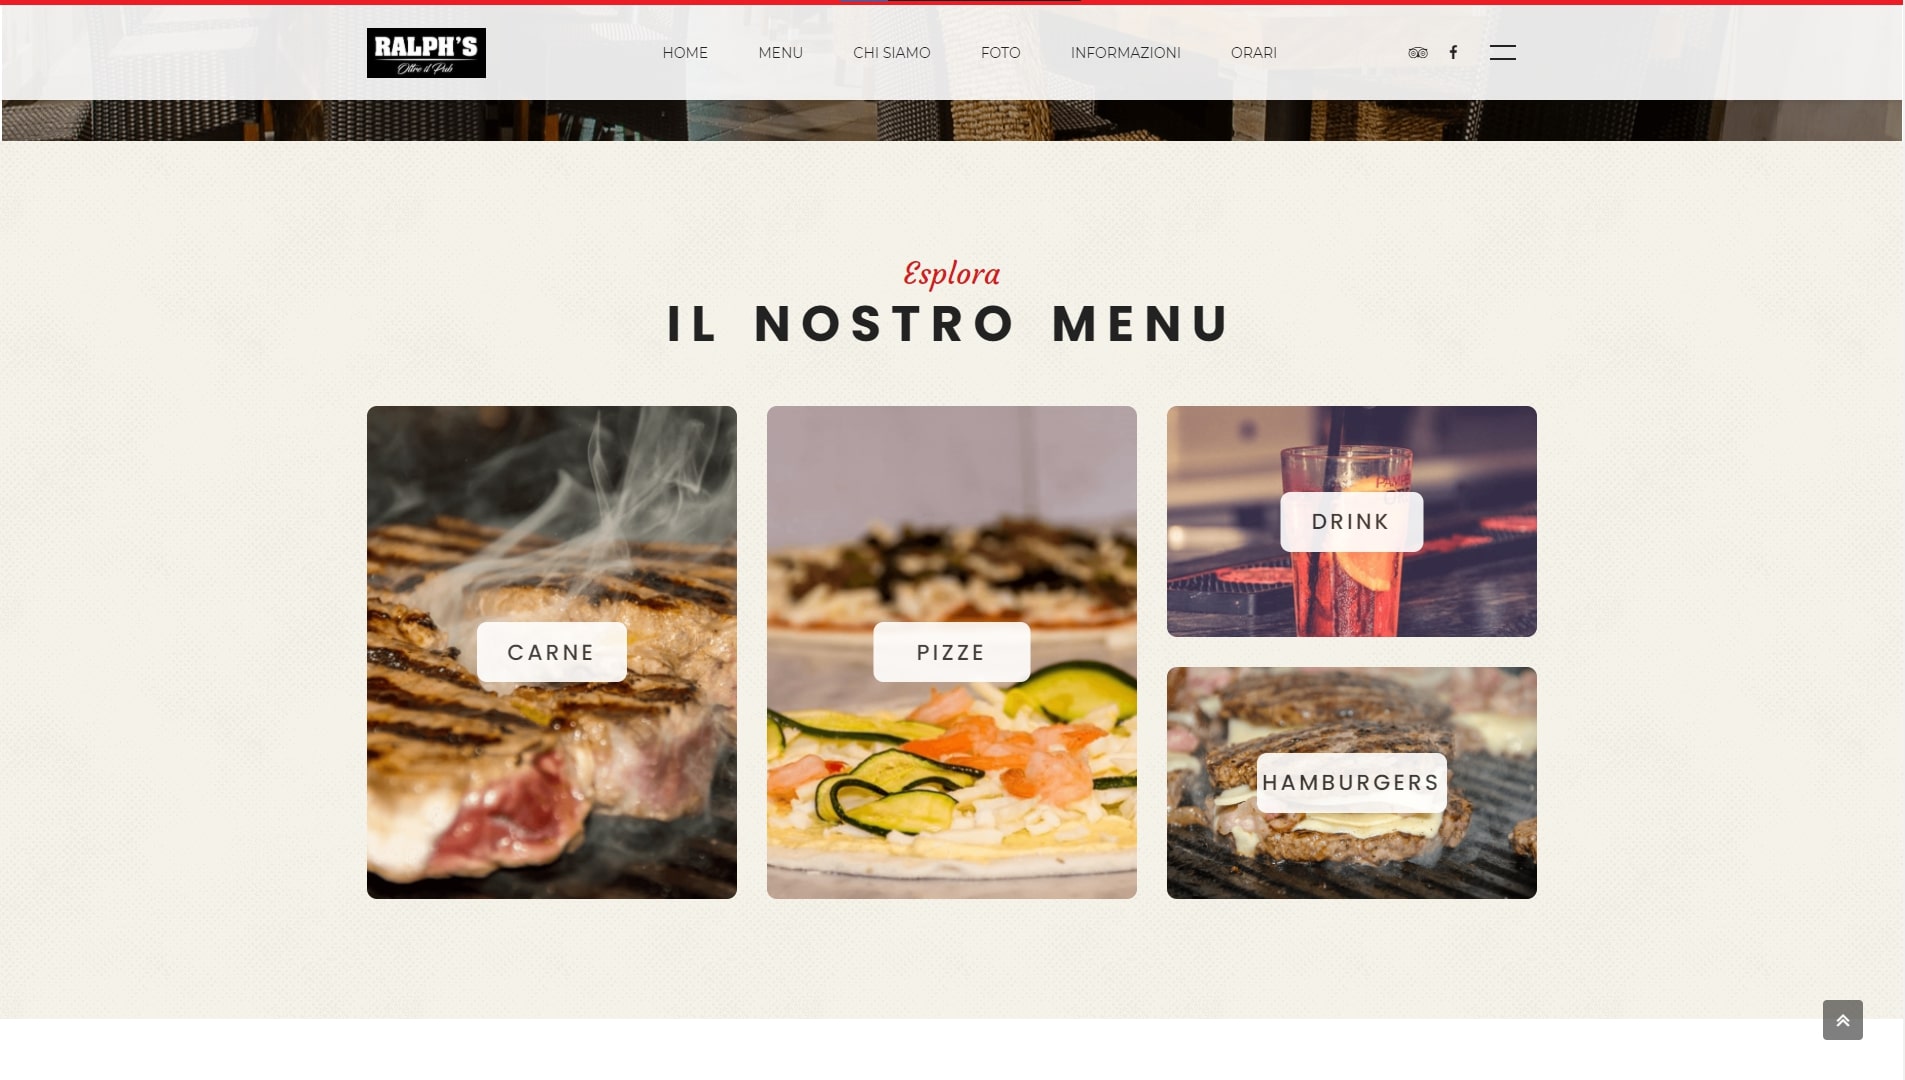 RALPH'S
Oltre il Pub
HOME
MENU
CHI SIAMO
FOTO
INFORMAZIONI
ORARI
Esplora
IL NOSTRO MENU
CARNE
PIZZE
DRINK
HAMBURGERS